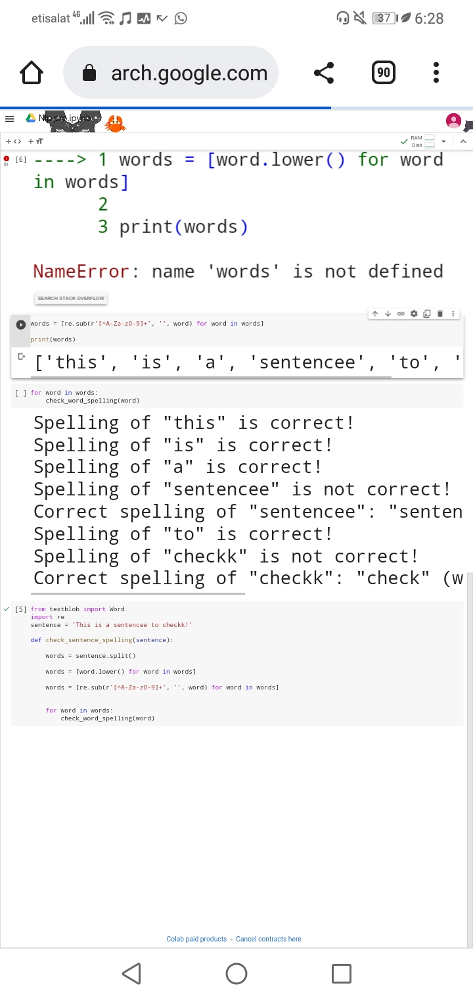 etisalat 4G 37 6:28
arch.google.com 90
+<> +TT RAM
Disk
[6] ----> 1 words = [word.lower() for word
in words]
2
3 print(words)
NameError: name 'words' is not defined
SEARCH STACK OVERFLOW
words = [re.sub(r'[^A-Za-z0-9]+', '', word) for word in words]
print(words)
['this', 'is', 'a', 'sentencee', 'to', '
[ ] for word in words:
check_word_spelling(word)
Spelling of "this" is correct!
Spelling of "is" is correct!
Spelling of "a" is correct!
Spelling of "sentencee" is not correct!
Correct spelling of "sentencee": "senten
Spelling of "to" is correct!
Spelling of "checkk" is not correct!
Correct spelling of "checkk": "check" (w
[5] from textblob import Word
import re
sentence = 'This is a sentencee to checkk!'
def check_sentence_spelling(sentence):
words = sentence.split()
words = [word.lower() for word in words]
words = [re.sub(r'[^A-Za-z0-9]+', '', word) for word in words]
for word in words:
check_word_spelling(word)
Colab paid products - Cancel contracts here